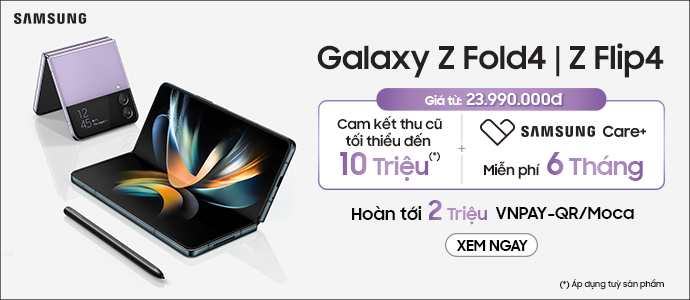 SAMSUNG
Galaxy Z Fold4 | Z Flip4
Giá từ: 23.990.000đ
Cam kết thu cũ
tối thiểu đến
10 Triệu(*)
+
SAMSUNG Care+
Miễn phí 6 Tháng
Hoàn tới 2 Triệu VNPAY-QR/Moca
XEM NGAY
(*) Áp dụng tuỳ sản phẩm
12
45